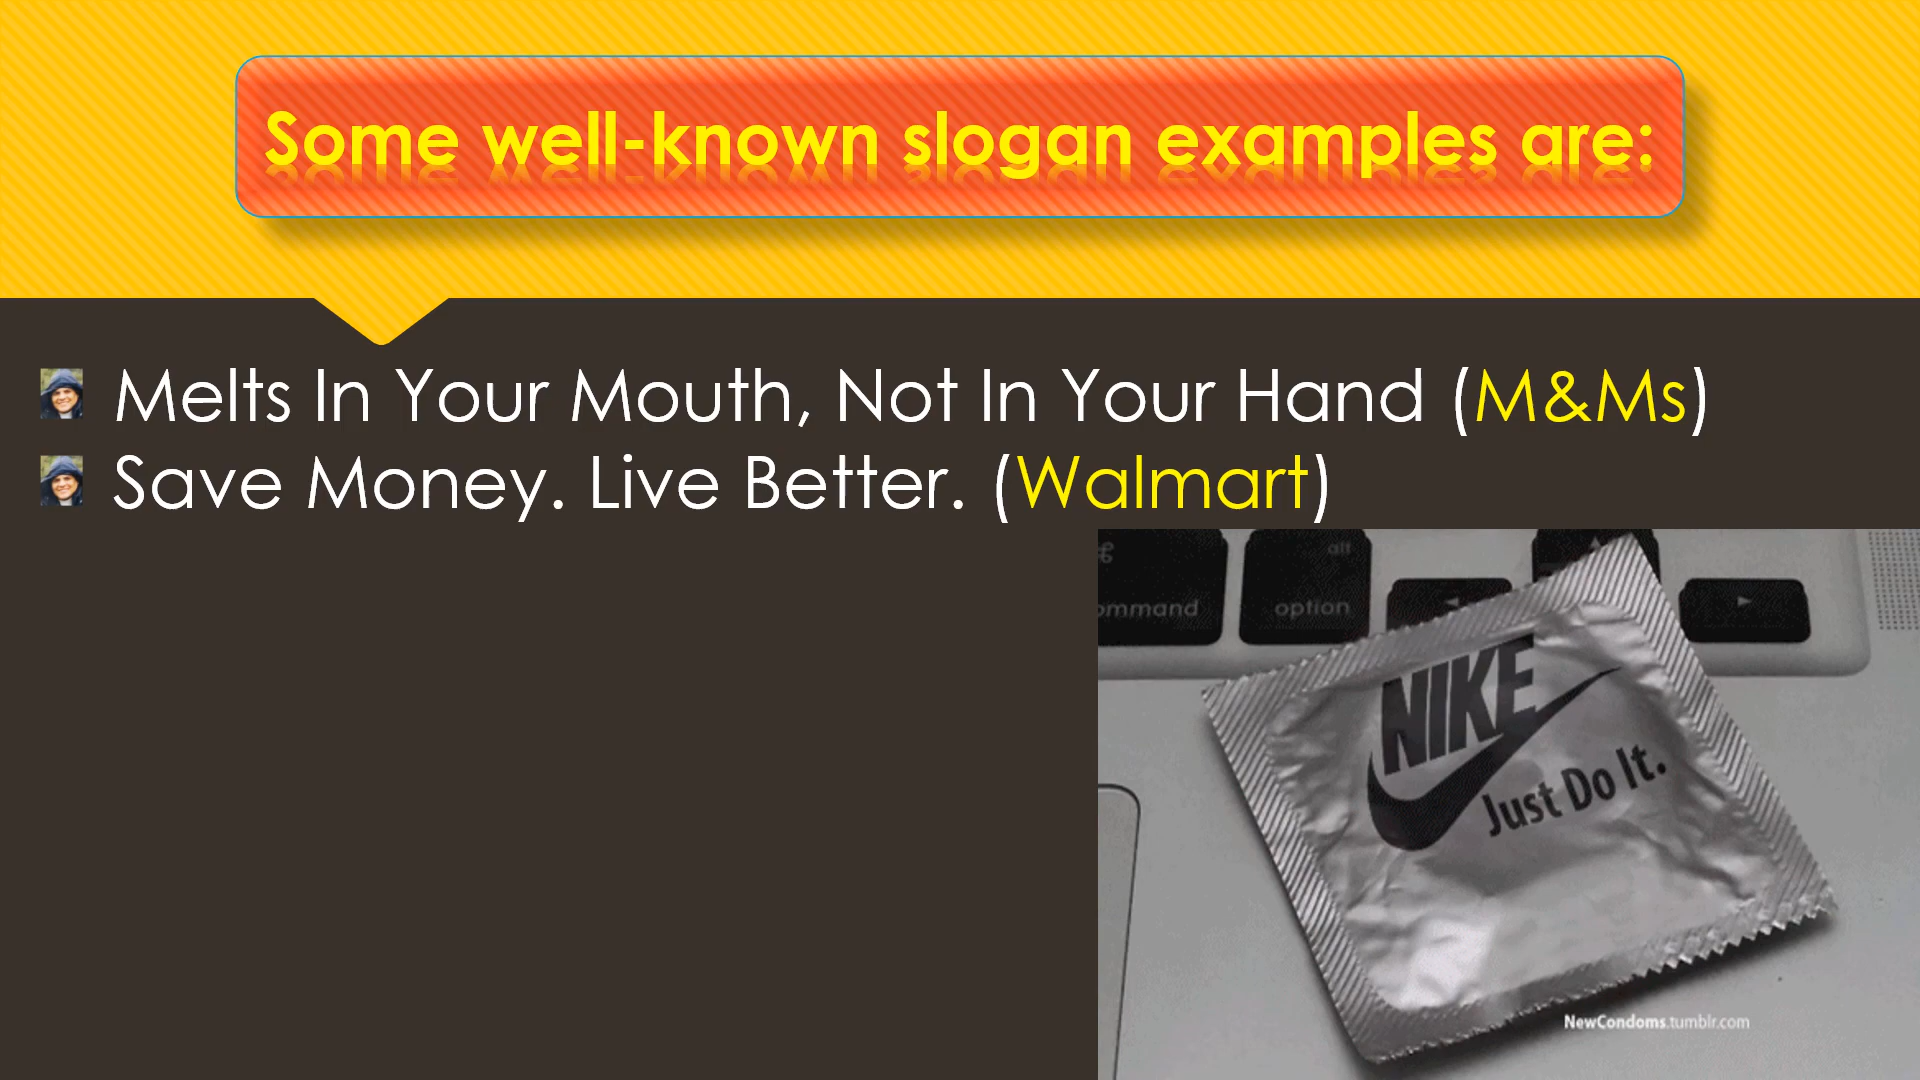 Some well-known slogan examples are:
Melts In Your Mouth, Not In Your Hand (M&Ms)
Save Money. Live Better. (Walmart)
alt
ommand
option
NIKE
Just Do It.
NewCondoms.tumblr.com